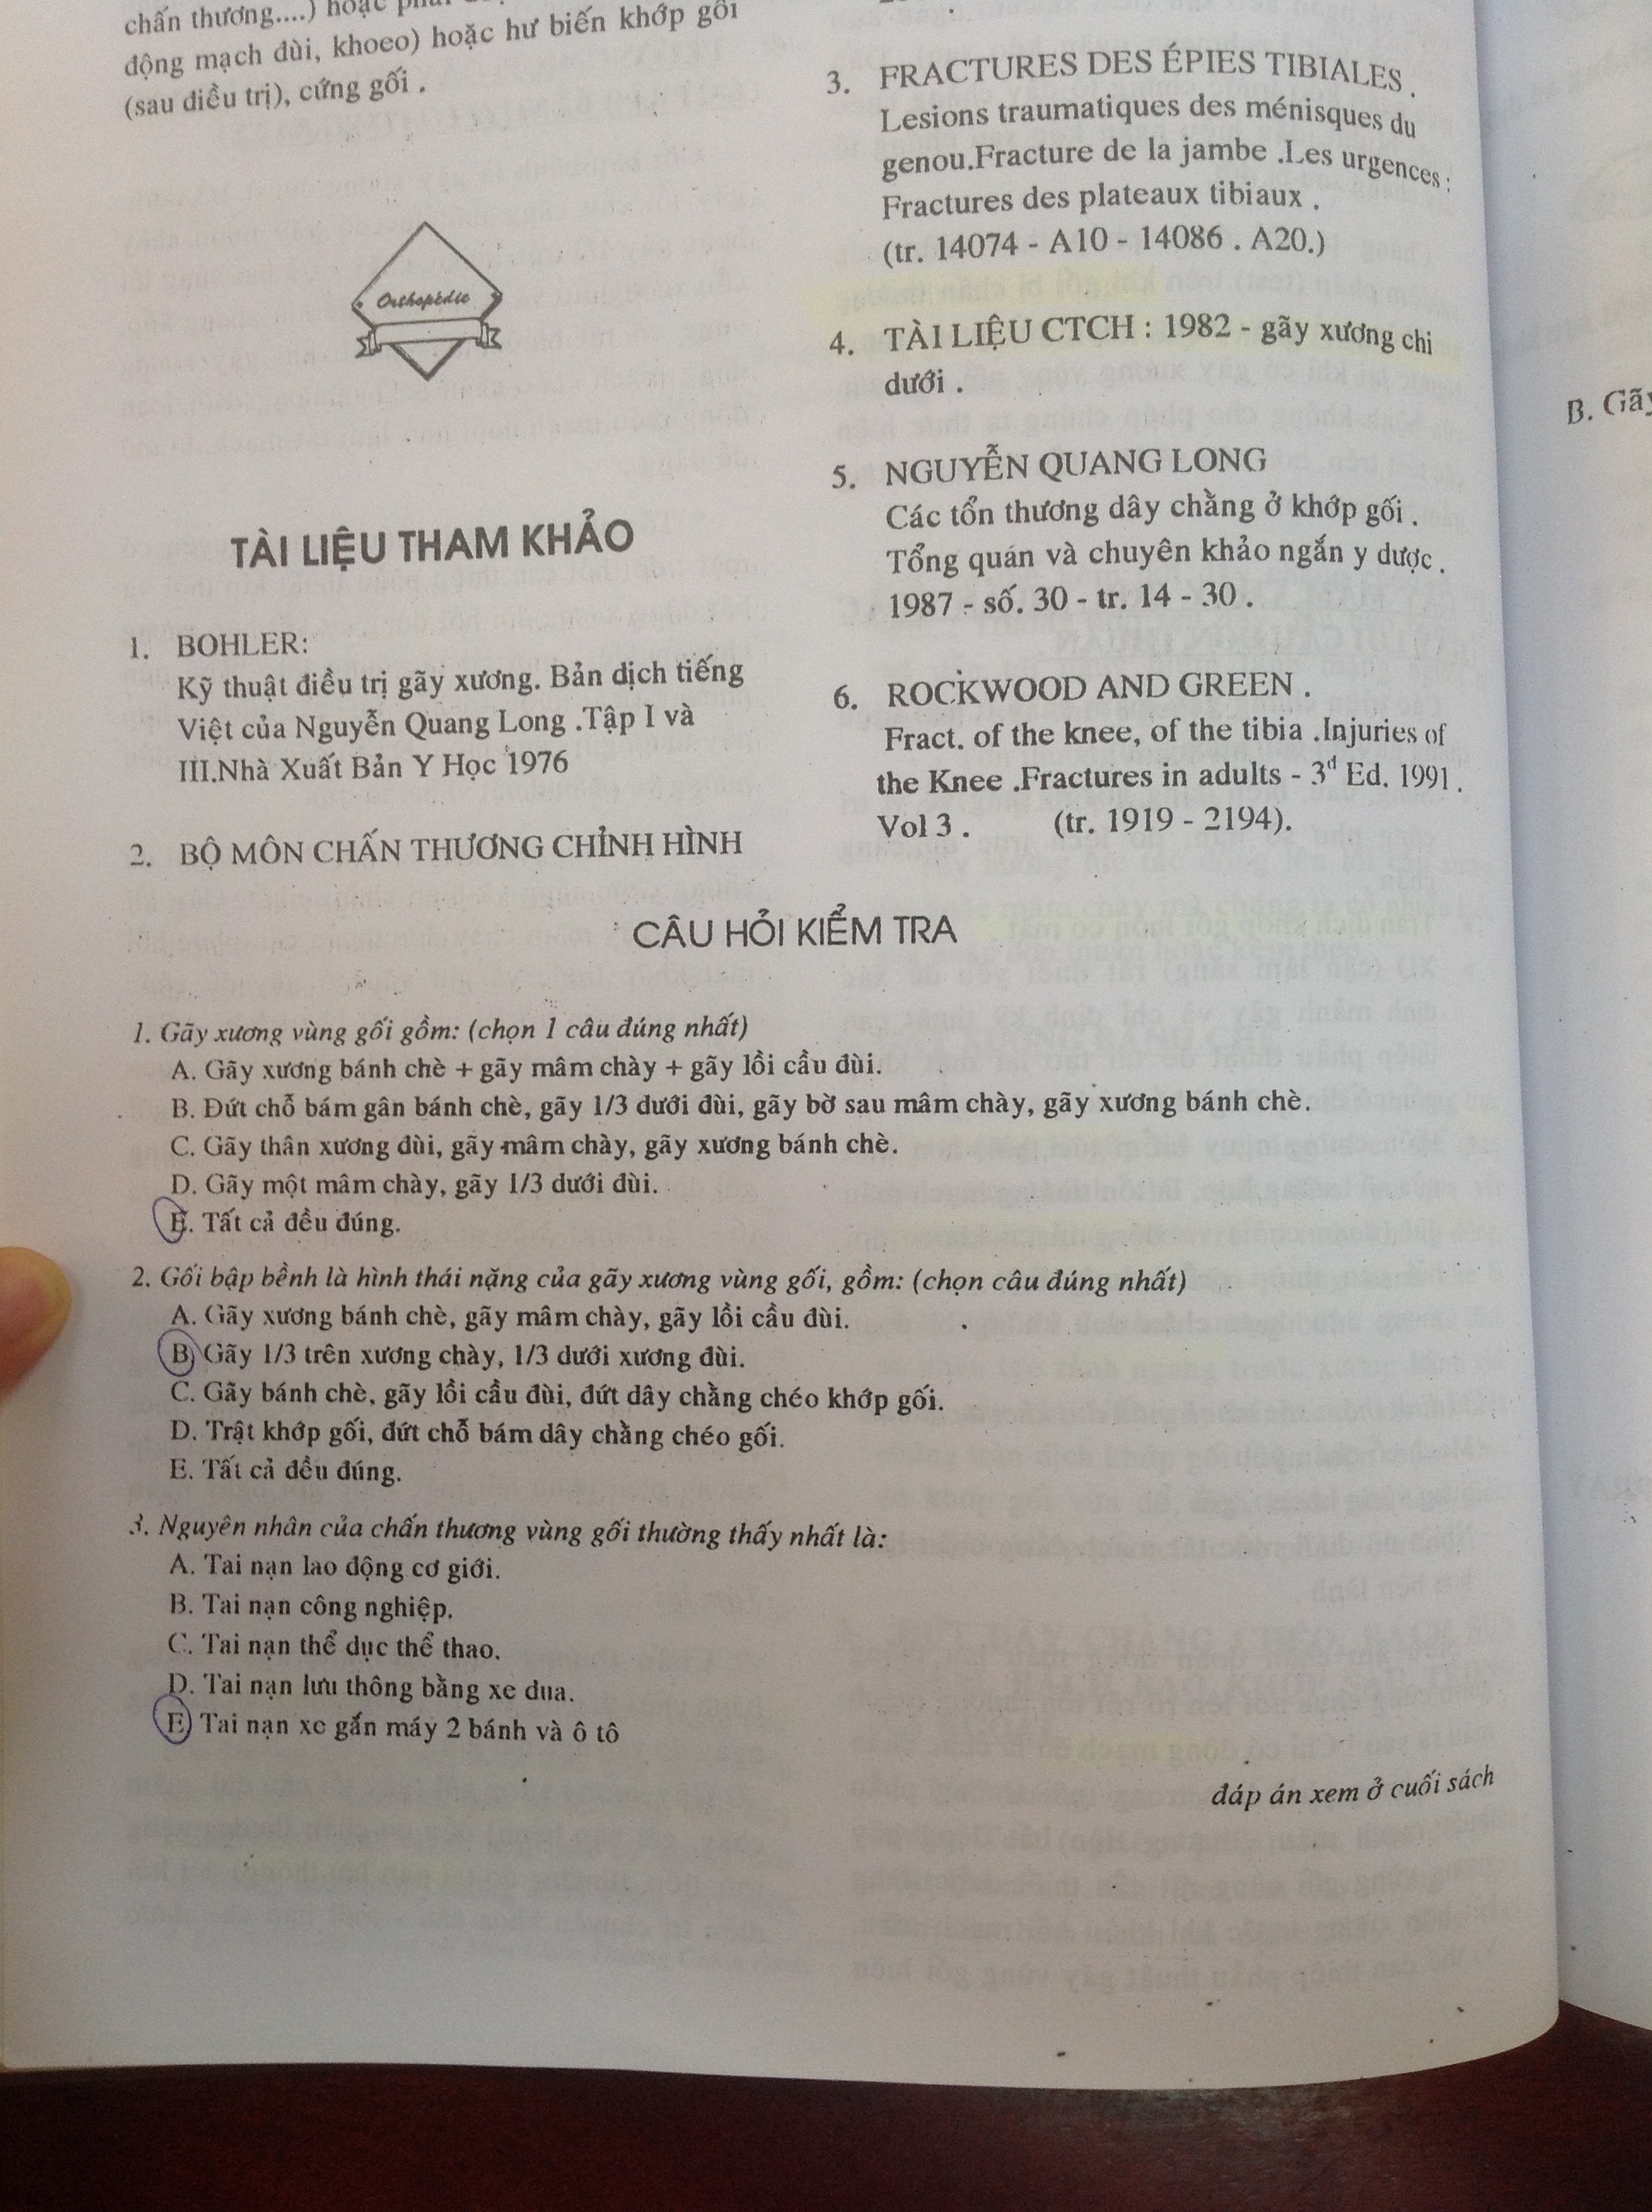 chấn thương....) hoặc
động mạch đùi, khoeo) hoặc hư biến khớp gối
(sau điều trị), cứng gối .
Orthopédie
TÀI LIỆU THAM KHẢO
1. BOHLER:
Kỹ thuật điều trị gãy xương. Bản dịch tiếng
Việt của Nguyễn Quang Long .Tập I và
III.Nhà Xuất Bản Y Học 1976
2. BỘ MÔN CHẤN THƯƠNG CHỈNH HÌNH
3. FRACTURES DES ÉPIES TIBIALES .
Lesions traumatiques des ménisques du
genou.Fracture de la jambe .Les urgences :
Fractures des plateaux tibiaux .
(tr. 14074 - A10 - 14086 . A20.)
4. TÀI LIỆU CTCH : 1982 - gãy xương chi
dưới .
5. NGUYỄN QUANG LONG
Các tổn thương dây chằng ở khớp gối .
Tổng quán và chuyên khảo ngắn y dược .
1987 - số. 30 - tr. 14 - 30 .
6. ROCKWOOD AND GREEN .
Fract. of the knee, of the tibia .Injuries of
the Knee .Fractures in adults - 3d Ed. 1991 .
Vol 3 . (tr. 1919 - 2194).
CÂU HỎI KIỂM TRA
1. Gãy xương vùng gối gồm: (chọn 1 câu đúng nhất)
A. Gãy xương bánh chè + gãy mâm chày + gãy lồi cầu đùi.
B. Đứt chỗ bám gân bánh chè, gãy 1/3 dưới đùi, gãy bờ sau mâm chày, gãy xương bánh chè.
C. Gãy thân xương đùi, gãy mâm chày, gãy xương bánh chè.
D. Gãy một mâm chày, gãy 1/3 dưới đùi.
E. Tất cả đều đúng.
2. Gối bập bềnh là hình thái nặng của gãy xương vùng gối, gồm: (chọn câu đúng nhất)
A. Gãy xương bánh chè, gãy mâm chày, gãy lồi cầu đùi.
B. Gãy 1/3 trên xương chày, 1/3 dưới xương đùi.
C. Gãy bánh chè, gãy lồi cầu đùi, đứt dây chằng chéo khớp gối.
D. Trật khớp gối, đứt chỗ bám dây chằng chéo gối.
E. Tất cả đều đúng.
3. Nguyên nhân của chấn thương vùng gối thường thấy nhất là:
A. Tai nạn lao động cơ giới.
B. Tai nạn công nghiệp.
C. Tai nạn thể dục thể thao.
D. Tai nạn lưu thông bằng xe đua.
E. Tai nạn xe gắn máy 2 bánh và ô tô
đáp án xem ở cuối sách
B. Gãy